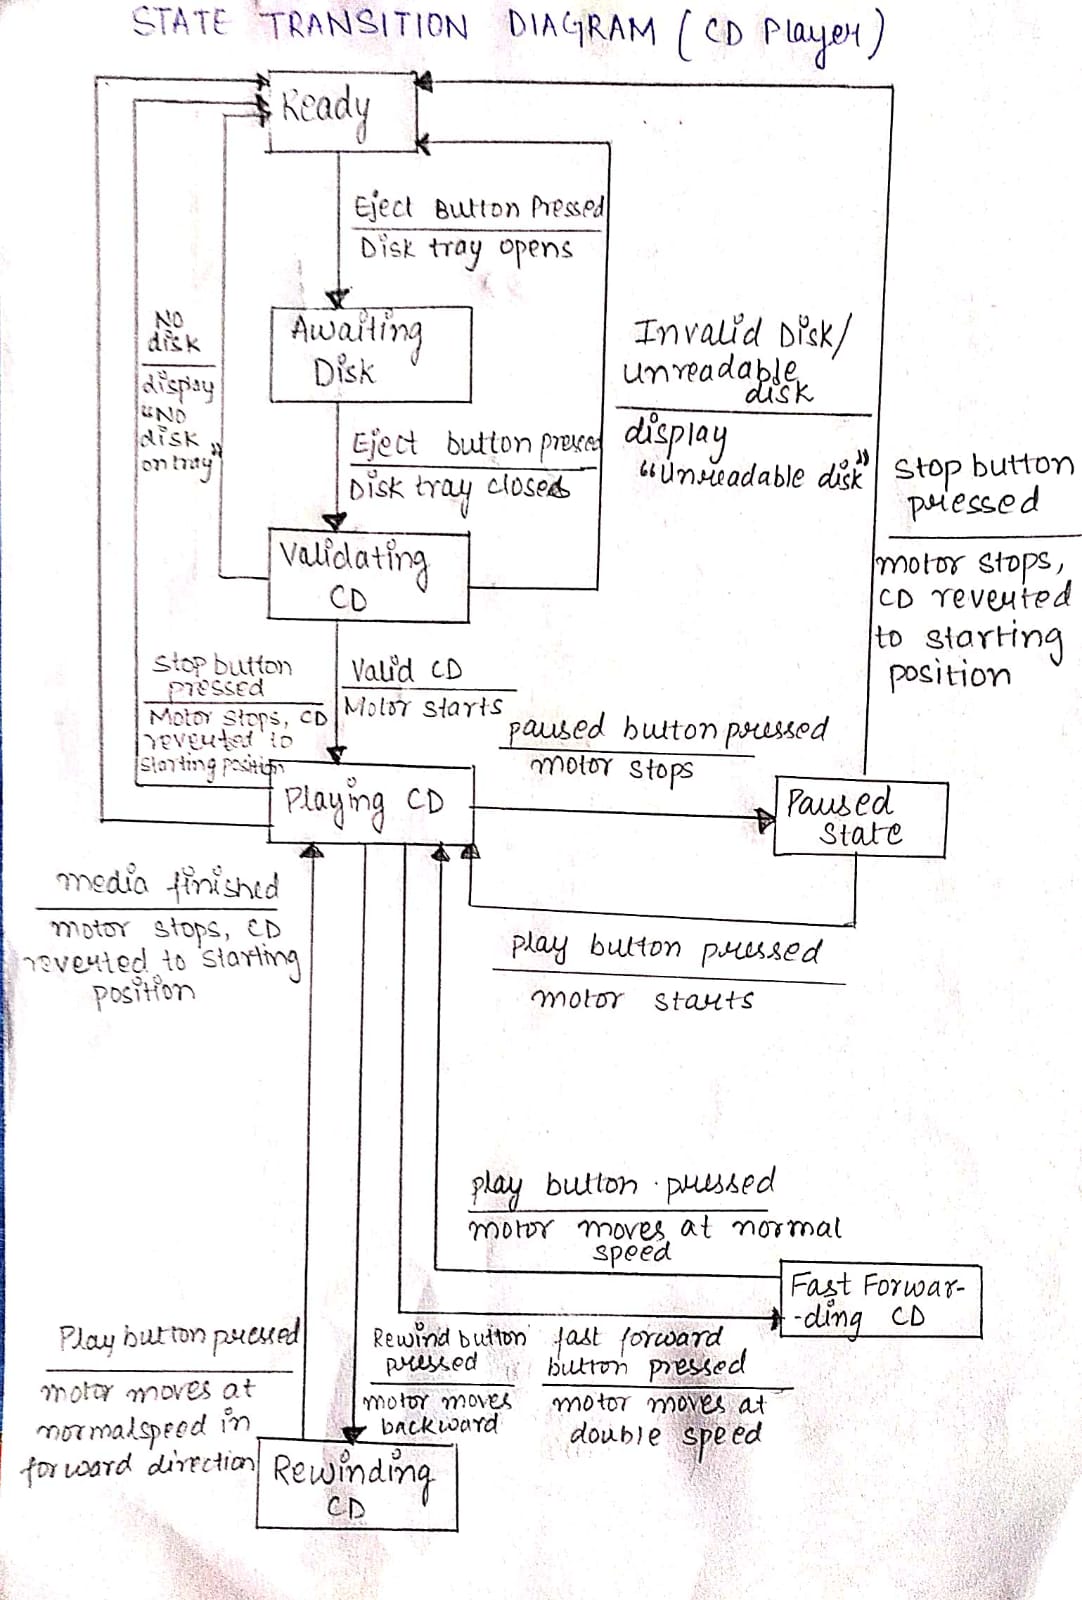 STATE TRANSITION DIAGRAM (CD Player)
Ready
Eject Button Pressed
Disk tray opens
Awaiting
Disk
NO
disk
display
"NO
disk
on tray"
Invalid Disk/
unreadable
disk
display
"Unreadable disk"
Eject button pressed
Disk tray closes
Stop button
pressed
motor stops,
CD reverted
to starting
position
Validating
CD
Stop button
pressed
Motor stops, CD
reverted to
starting position
Valid CD
Motor starts
paused button pressed
motor stops
Playing CD
Paused
State
media finished
motor stops, CD
reverted to starting
position
play button pressed
motor starts
play button pressed
motor moves at normal
speed
Fast Forwar-
-ding CD
Play button pressed
motor moves at
normal speed in
forward direction
Rewind button
pressed
motor moves
backward
fast forward
button pressed
motor moves at
double speed
Rewinding
CD